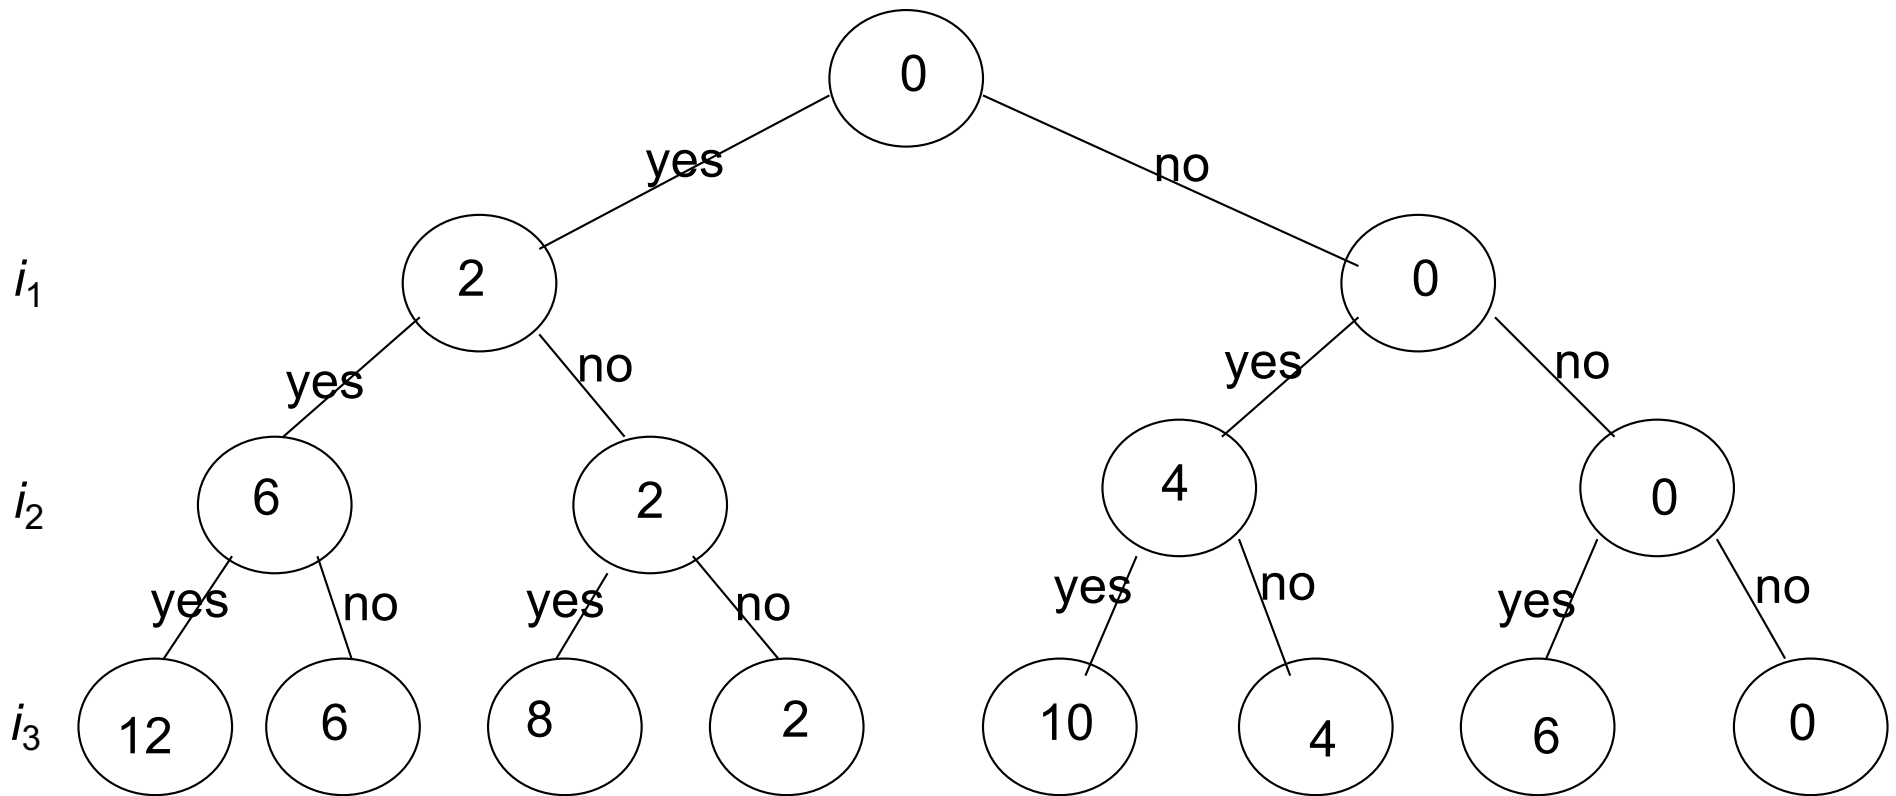 0
yes no
i1 2 0
yes no yes no
i2 6 2 4 0
yes no yes no yes no yes no
i3 12 6 8 2 10 4 6 0